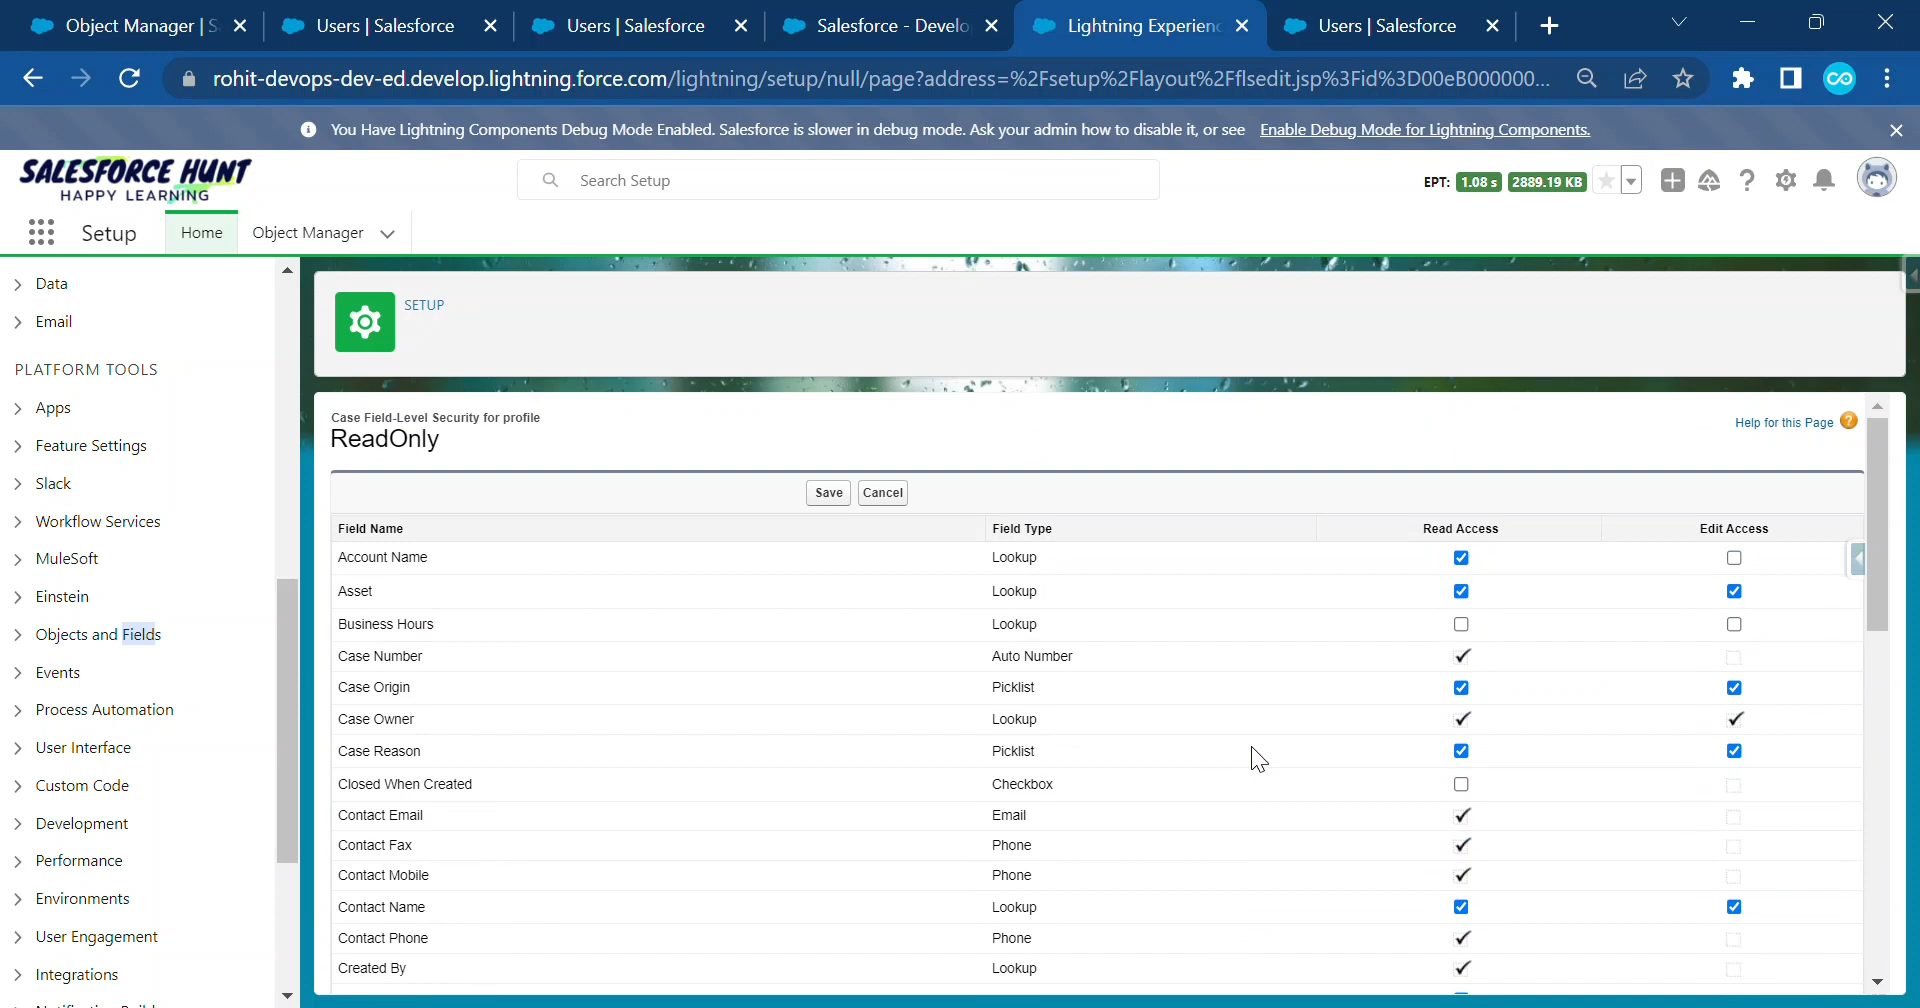 Object Manager | S
Users | Salesforce
Users | Salesforce
Salesforce - Develo
Lightning Experienc
Users | Salesforce
rohit-devops-dev-ed.develop.lightning.force.com/lightning/setup/null/page?address=%2Fsetup%2Flayout%2Fflsedit.jsp%3Fid%3D00eB000000...
You Have Lightning Components Debug Mode Enabled. Salesforce is slower in debug mode. Ask your admin how to disable it, or see Enable Debug Mode for Lightning Components.
SALESFORCE HUNT
HAPPY LEARNING
Search Setup
EPT: 1.08 s 2889.19 KB
Setup
Home
Object Manager
Data
Email
PLATFORM TOOLS
Apps
Feature Settings
Slack
Workflow Services
MuleSoft
Einstein
Objects and Fields
Events
Process Automation
User Interface
Custom Code
Development
Performance
Environments
User Engagement
Integrations
SETUP
Case Field-Level Security for profile
ReadOnly
Help for this Page
Save Cancel
Field Name Field Type Read Access Edit Access
Account Name Lookup
Asset Lookup
Business Hours Lookup
Case Number Auto Number
Case Origin Picklist
Case Owner Lookup
Case Reason Picklist
Closed When Created Checkbox
Contact Email Email
Contact Fax Phone
Contact Mobile Phone
Contact Name Lookup
Contact Phone Phone
Created By Lookup